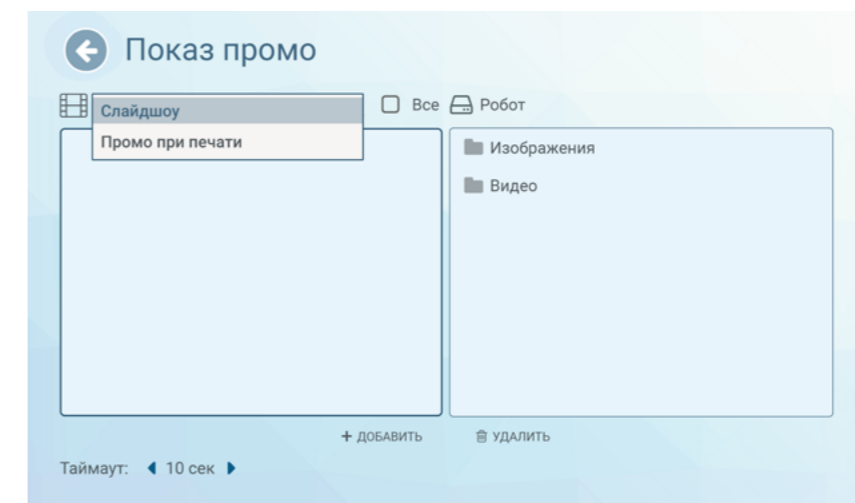 Показ промо
Слайдшоу
Промо при печати
Все
Робот
Изображения
Видео
+ ДОБАВИТЬ
УДАЛИТЬ
Таймаут: 10 сек